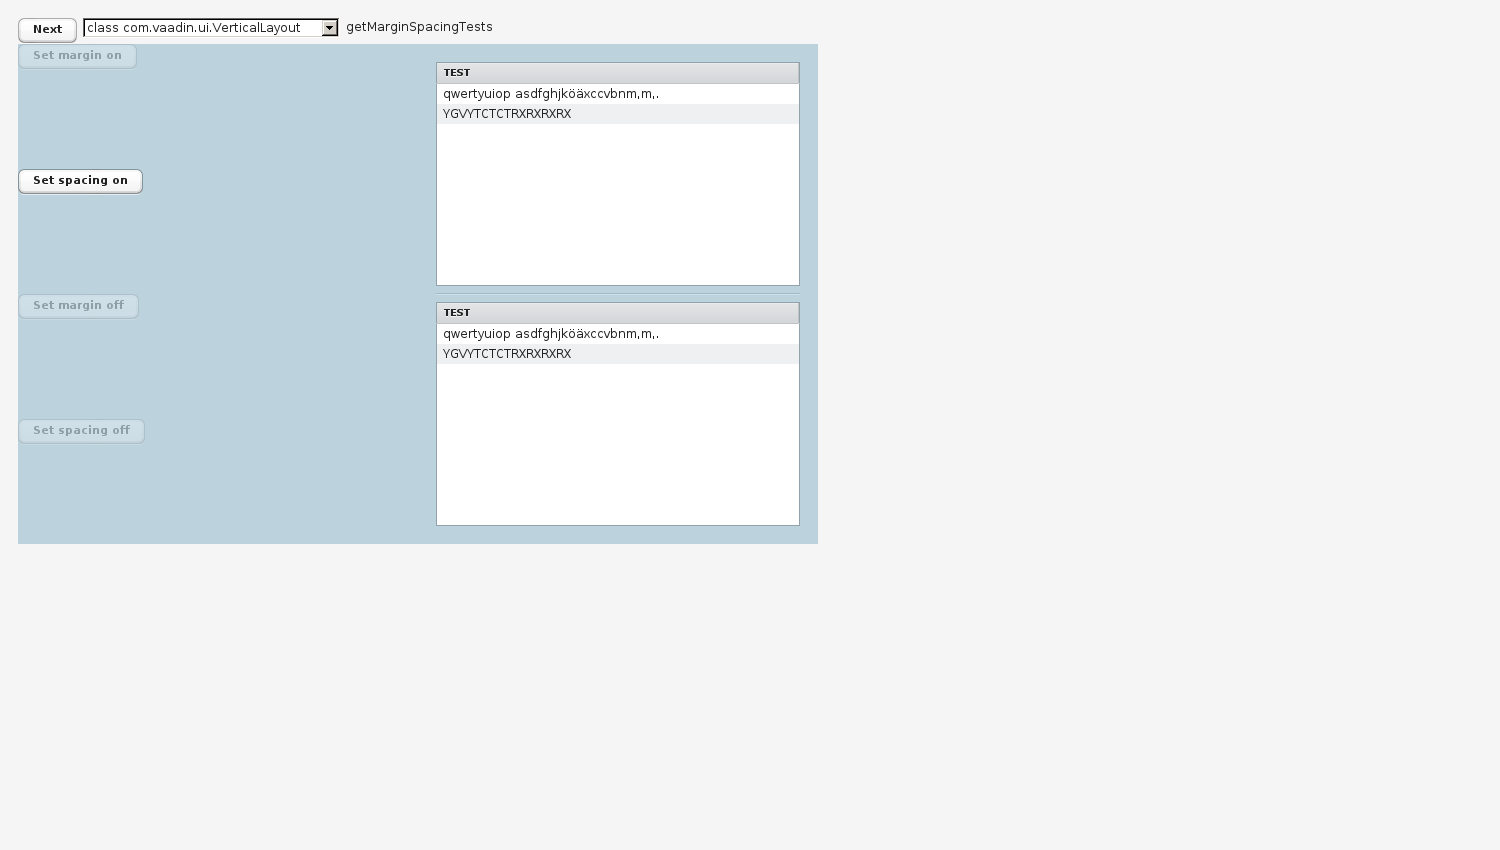 Next
class com.vaadin.ui.VerticalLayout
getMarginSpacingTests
Set margin on
Set spacing on
Set margin off
Set spacing off
TEST
qwertyuiop asdfghjköäxccvbnm,m,.
YGVYTCTCTRXRXRXRX
TEST
qwertyuiop asdfghjköäxccvbnm,m,.
YGVYTCTCTRXRXRXRX